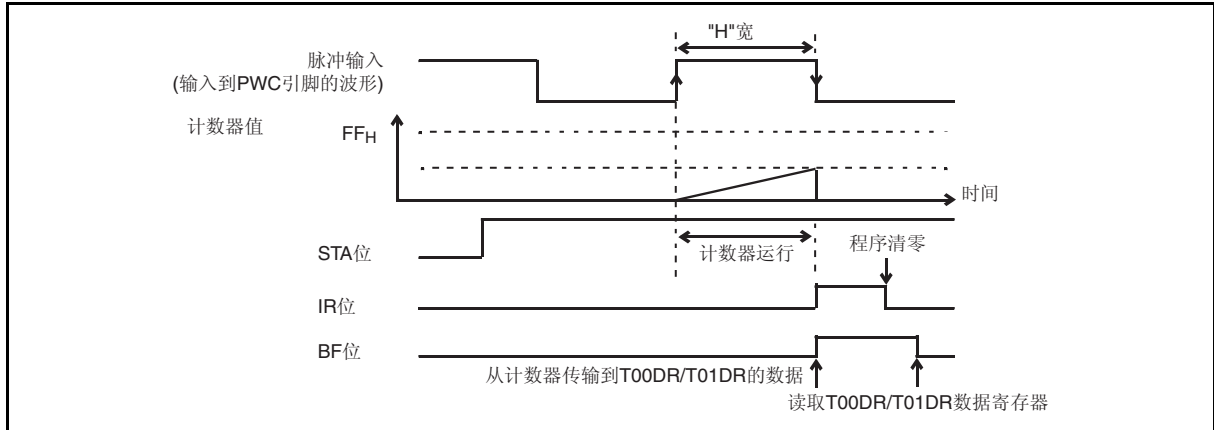 "H"宽
脉冲输入
(输入到PWC引脚的波形)
计数器值
FFH
时间
STA位
计数器运行
程序清零
IR位
BF位
从计数器传输到T00DR/T01DR的数据
读取T00DR/T01DR数据寄存器